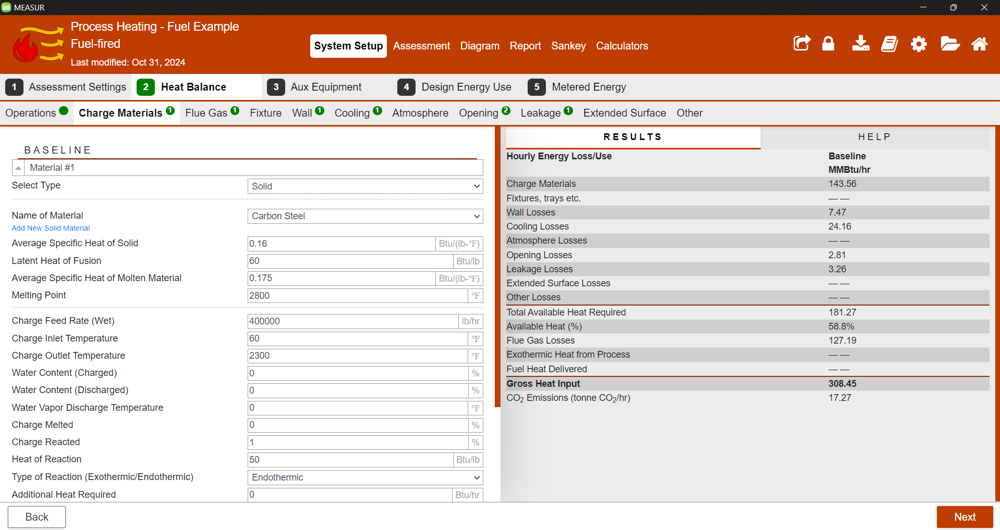 MEASUR
Process Heating - Fuel Example
Fuel-fired
Last modified: Oct 31, 2024
System Setup Assessment Diagram Report Sankey Calculators
1 Assessment Settings 2 Heat Balance 3 Aux Equipment 4 Design Energy Use 5 Metered Energy
Operations Charge Materials 1 Flue Gas 1 Fixture Wall 1 Cooling 1 Atmosphere Opening 2 Leakage 1 Extended Surface Other
BASELINE
Material #1
Select Type Solid
Name of Material Carbon Steel
Add New Solid Material
Average Specific Heat of Solid 0.16 Btu/(lb-°F)
Latent Heat of Fusion 60 Btu/lb
Average Specific Heat of Molten Material 0.175 Btu/(lb-°F)
Melting Point 2800 °F
Charge Feed Rate (Wet) 400000 lb/hr
Charge Inlet Temperature 60 °F
Charge Outlet Temperature 2300 °F
Water Content (Charged) 0 %
Water Content (Discharged) 0 %
Water Vapor Discharge Temperature 0 °F
Charge Melted 0 %
Charge Reacted 1 %
Heat of Reaction 50 Btu/lb
Type of Reaction (Exothermic/Endothermic) Endothermic
Additional Heat Required 0 Btu/hr
RESULTS HELP
Hourly Energy Loss/Use Baseline
MMBtu/hr
Charge Materials 143.56
Fixtures, trays etc. — —
Wall Losses 7.47
Cooling Losses 24.16
Atmosphere Losses — —
Opening Losses 2.81
Leakage Losses 3.26
Extended Surface Losses — —
Other Losses — —
Total Available Heat Required 181.27
Available Heat (%) 58.8%
Flue Gas Losses 127.19
Exothermic Heat from Process — —
Fuel Heat Delivered — —
Gross Heat Input 308.45
CO₂ Emissions (tonne CO₂/hr) 17.27
Back Next